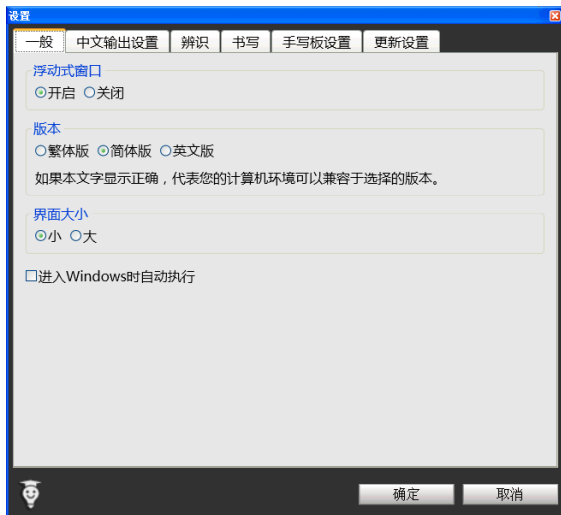 设置
一般 中文输出设置 辨识 书写 手写板设置 更新设置
浮动式窗口
开启 关闭
版本
繁体版 简体版 英文版
如果本文字显示正确，代表您的计算机环境可以兼容于选择的版本。
界面大小
小 大
进入Windows时自动执行
确定 取消